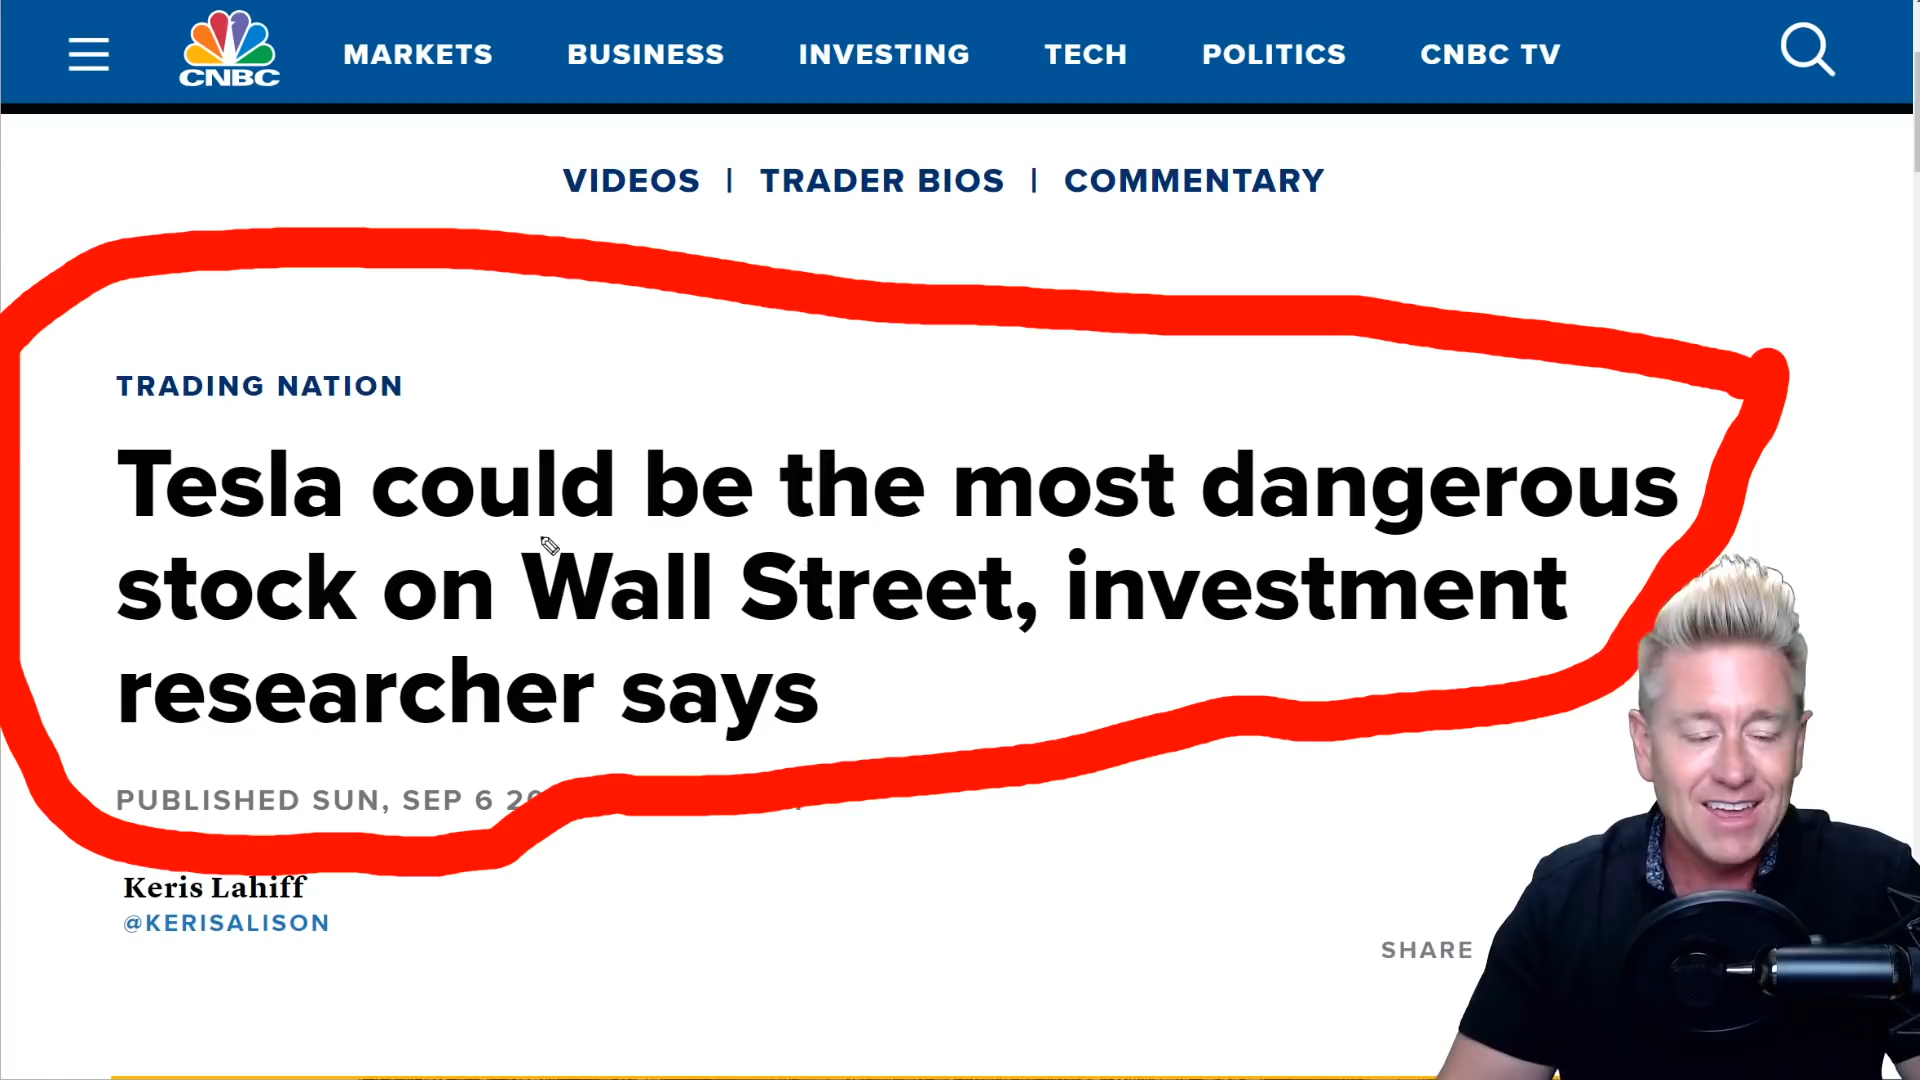 CNBC
MARKETS BUSINESS INVESTING TECH POLITICS CNBC TV
VIDEOS | TRADER BIOS | COMMENTARY
TRADING NATION
Tesla could be the most dangerous
stock on Wall Street, investment
researcher says
PUBLISHED SUN, SEP 6
Keris Lahiff
@KERISALISON
SHARE